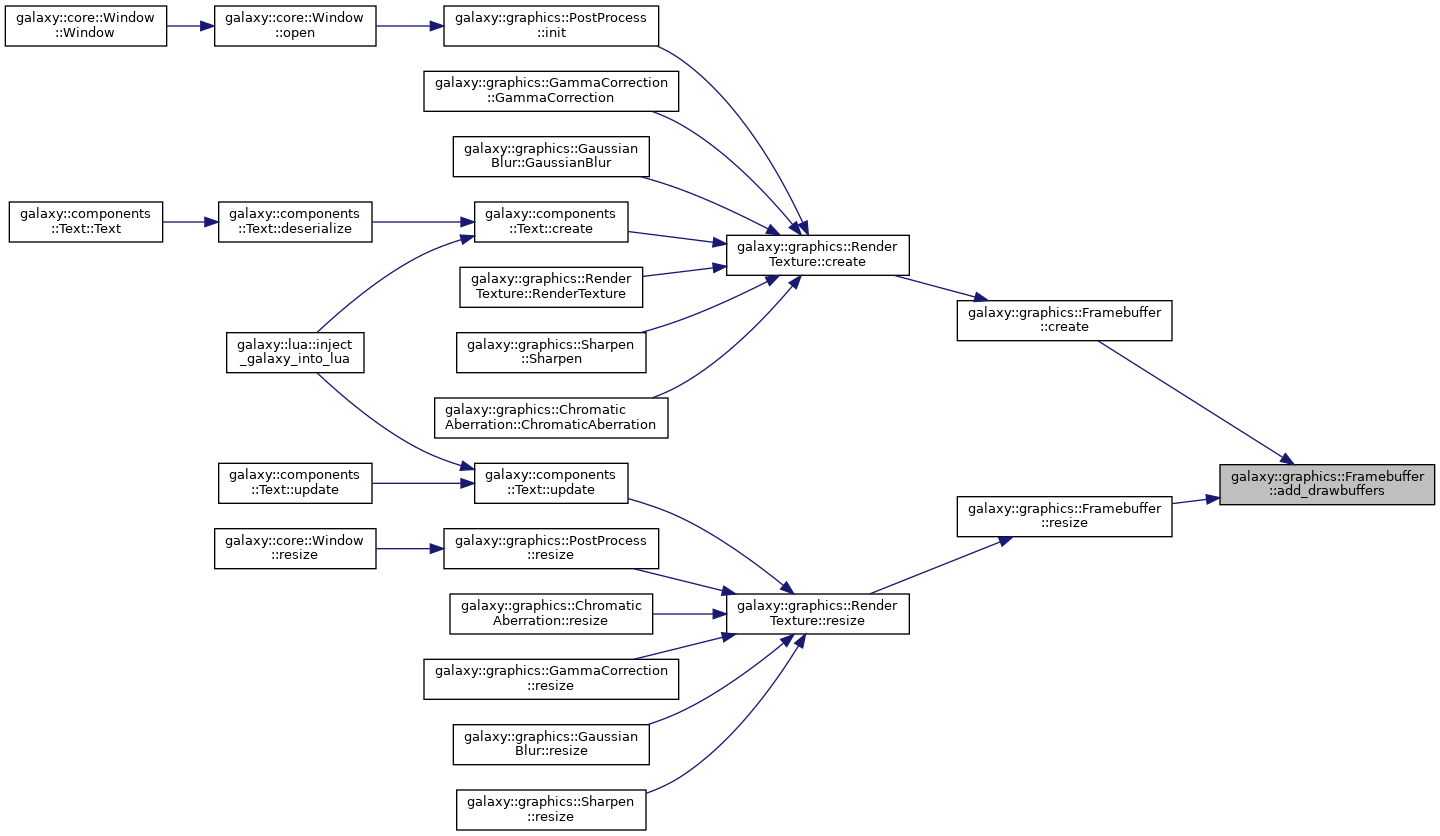 galaxy::core::Window
::Window
galaxy::core::Window
::open
galaxy::graphics::PostProcess
::init
galaxy::graphics::GammaCorrection
::GammaCorrection
galaxy::graphics::Gaussian
Blur::GaussianBlur
galaxy::components
::Text::Text
galaxy::components
::Text::deserialize
galaxy::components
::Text::create
galaxy::graphics::Render
Texture::create
galaxy::graphics::Render
Texture::RenderTexture
galaxy::graphics::Framebuffer
::create
galaxy::lua::inject
_galaxy_into_lua
galaxy::graphics::Sharpen
::Sharpen
galaxy::graphics::Chromatic
Aberration::ChromaticAberration
galaxy::components
::Text::update
galaxy::components
::Text::update
galaxy::graphics::Framebuffer
::add_drawbuffers
galaxy::graphics::Framebuffer
::resize
galaxy::core::Window
::resize
galaxy::graphics::PostProcess
::resize
galaxy::graphics::Chromatic
Aberration::resize
galaxy::graphics::Render
Texture::resize
galaxy::graphics::GammaCorrection
::resize
galaxy::graphics::Gaussian
Blur::resize
galaxy::graphics::Sharpen
::resize